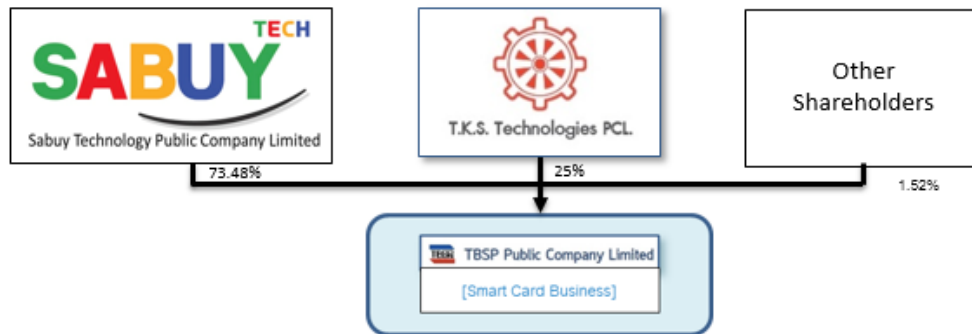 TECH
SABUY
Sabuy Technology Public Company Limited
T.K.S. Technologies PCL.
Other
Shareholders
73.48%
25%
1.52%
TBSP Public Company Limited
[Smart Card Business]